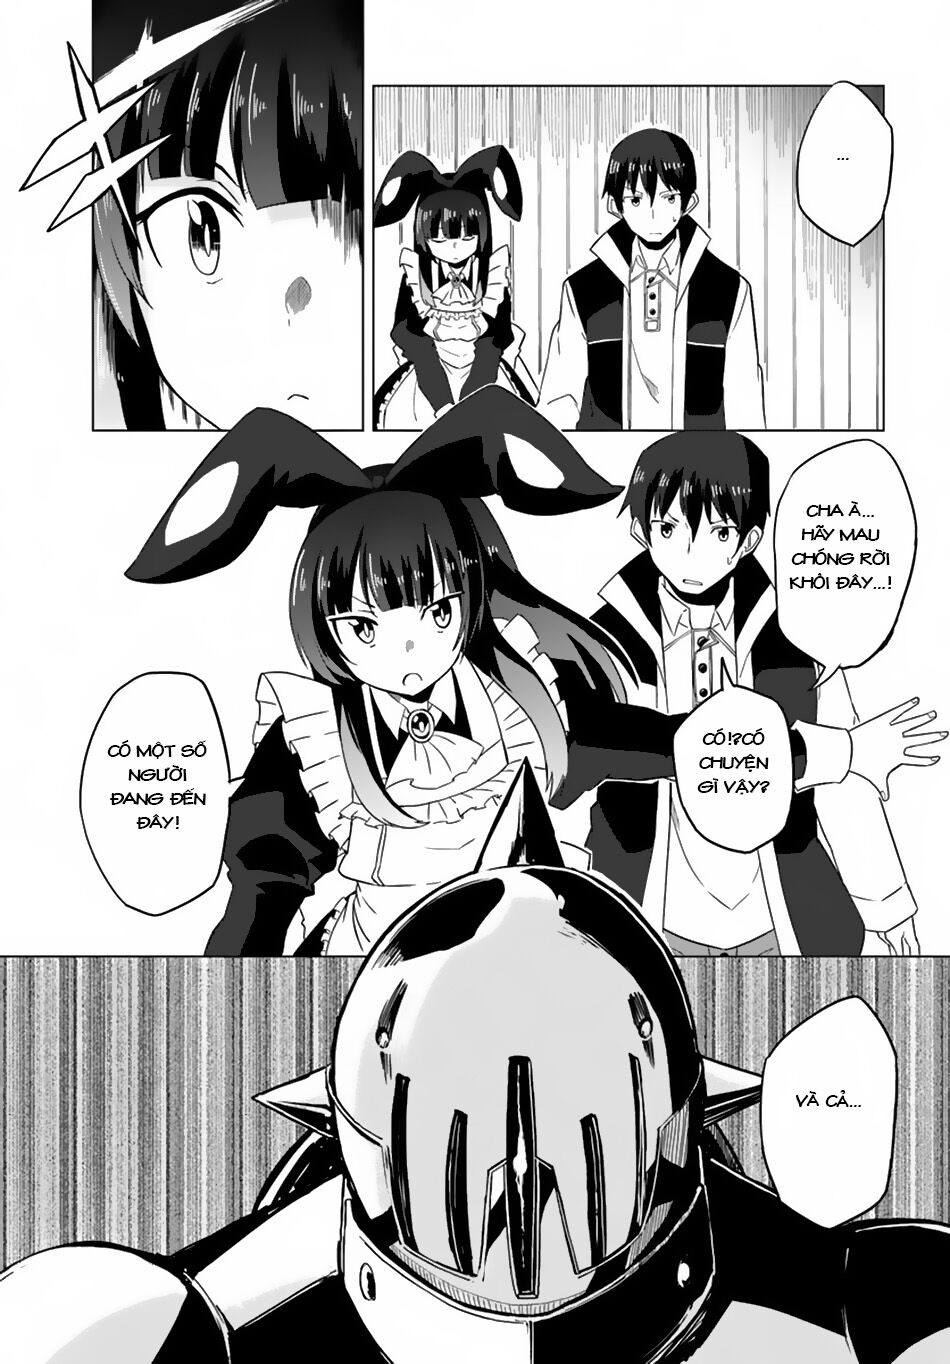 ...
CHA À...
HÃY MAU
CHÓNG RỜI
KHỎI ĐÂY...!
CÓ!?CÓ
CHUYỆN
GÌ VẬY?
CÓ MỘT SỐ
NGƯỜI
ĐANG ĐẾN
ĐÂY!
VÀ CẢ...